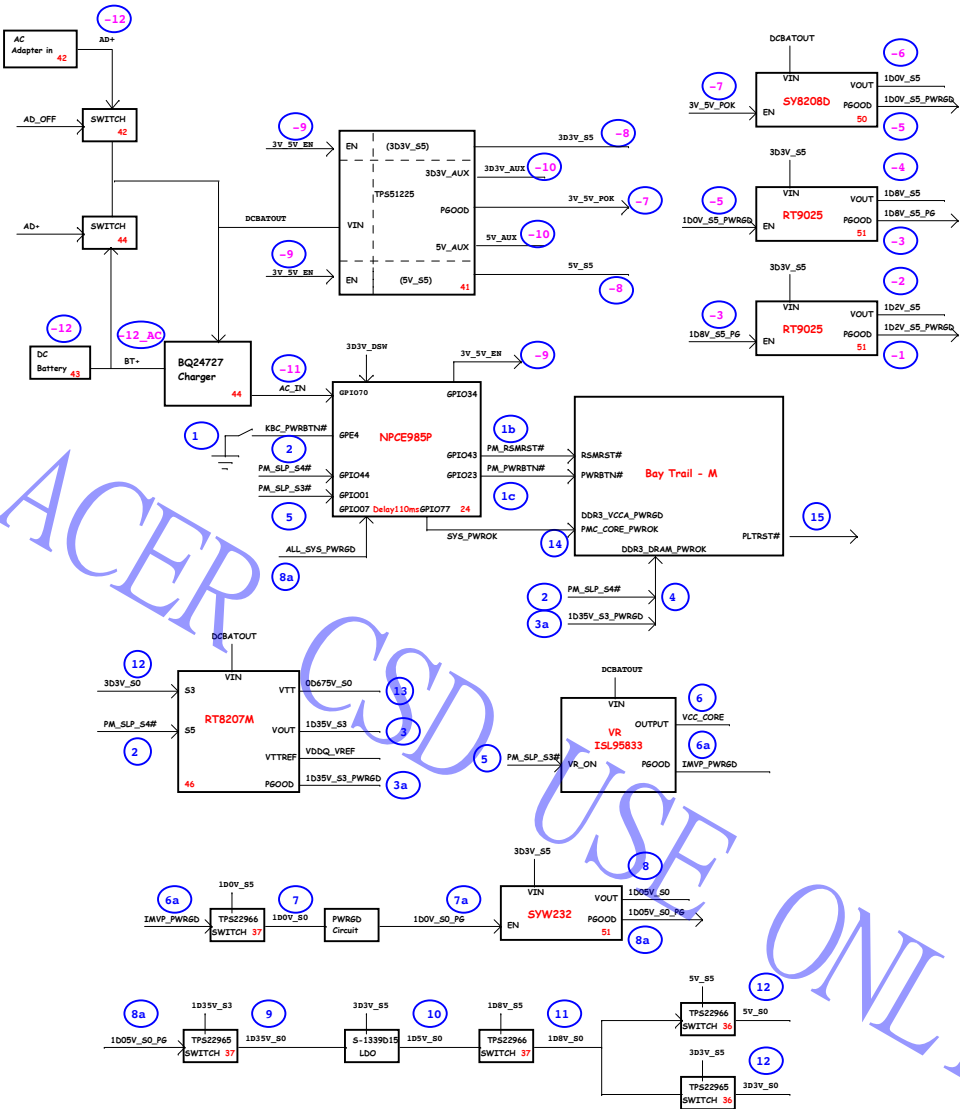 -12
AC
Adapter in
42
AD+
AD_OFF
SWITCH
42
AD+
SWITCH
44
-12
-12_AC
DC
Battery
43
BT+
BQ24727
Charger
44
-11
AC_IN
DCBATOUT
-9
3V_5V_EN
EN
(3D3V_S5)
3D3V_S5
-8
3D3V_AUX
3D3V_AUX
-10
TPS51225
PGOOD
3V_5V_POK
-7
VIN
5V_AUX
5V_AUX
-10
-9
3V_5V_EN
EN
(5V_S5)
41
5V_S5
-8
DCBATOUT
-6
VIN
VOUT
1D0V_S5
-7
3V_5V_POK
SY8208D
EN
PGOOD
1D0V_S5_PWRGD
50
-5
3D3V_S5
-4
VIN
VOUT
1D8V_S5
-5
1D0V_S5_PWRGD
RT9025
EN
PGOOD
1D8V_S5_PG
51
-3
3D3V_S5
-2
VIN
VOUT
1D2V_S5
-3
1D8V_S5_PG
RT9025
EN
PGOOD
1D2V_S5_PWRGD
51
-1
3D3V_DSW
3V_5V_EN
-9
GPIO70
GPIO34
1
KBC_PWRBTN#
GPE4
NPCE985P
2
1b
GPIO43
PM_RSMRST#
RSMRST#
PM_SLP_S4#
GPIO44
GPIO23
PM_PWRBTN#
PWRBTN#
Bay Trail - M
PM_SLP_S3#
GPIO01
1c
5
GPIO07
Delay110ms
GPIO77
24
DDR3_VCCA_PWRGD
PMC_CORE_PWROK
SYS_PWROK
14
DDR3_DRAM_PWROK
PLTRST#
15
ALL_SYS_PWRGD
8a
2
PM_SLP_S4#
4
3a
1D35V_S3_PWRGD
DCBATOUT
12
VIN
3D3V_S0
S3
VTT
0D675V_S0
13
RT8207M
PM_SLP_S4#
S5
VOUT
1D35V_S3
3
2
VTTREF
VDDQ_VREF
46
PGOOD
1D35V_S3_PWRGD
3a
DCBATOUT
VIN
6
OUTPUT
VCC_CORE
VR
ISL95833
6a
5
PM_SLP_S3#
VR_ON
PGOOD
IMVP_PWRGD
6a
1D0V_S5
7
IMVP_PWRGD
TPS22966
SWITCH
37
1D0V_S0
PWRGD
Circuit
7a
1D0V_S0_PG
3D3V_S5
8
VIN
VOUT
1D05V_S0
SYW232
EN
PGOOD
1D05V_S0_PG
51
8a
8a
1D35V_S3
9
1D05V_S0_PG
TPS22965
SWITCH
37
1D35V_S0
3D3V_S5
10
S-1339D15
LDO
1D5V_S0
1D8V_S5
11
TPS22966
SWITCH
37
1D8V_S0
5V_S5
12
TPS22966
SWITCH
36
5V_S0
3D3V_S5
12
TPS22965
SWITCH
36
3D3V_S0
ACER CSD USE ONL